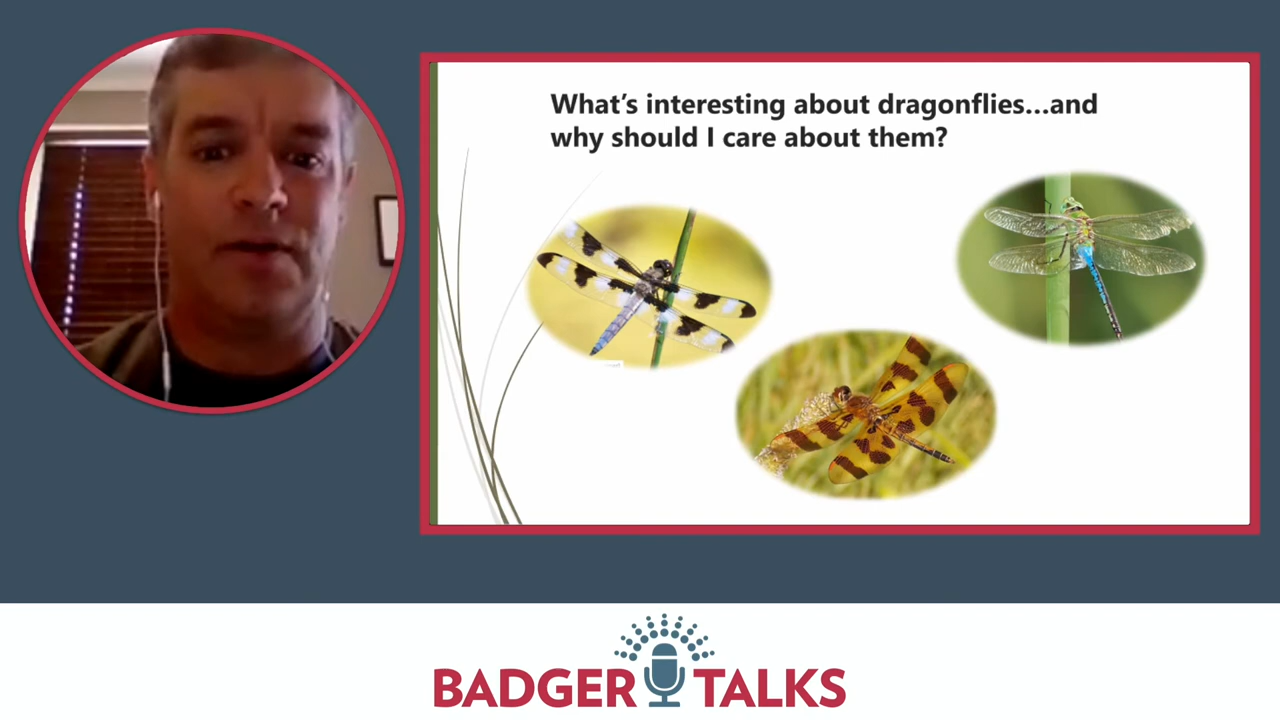 What's interesting about dragonflies...and
why should I care about them?
BADGER TALKS